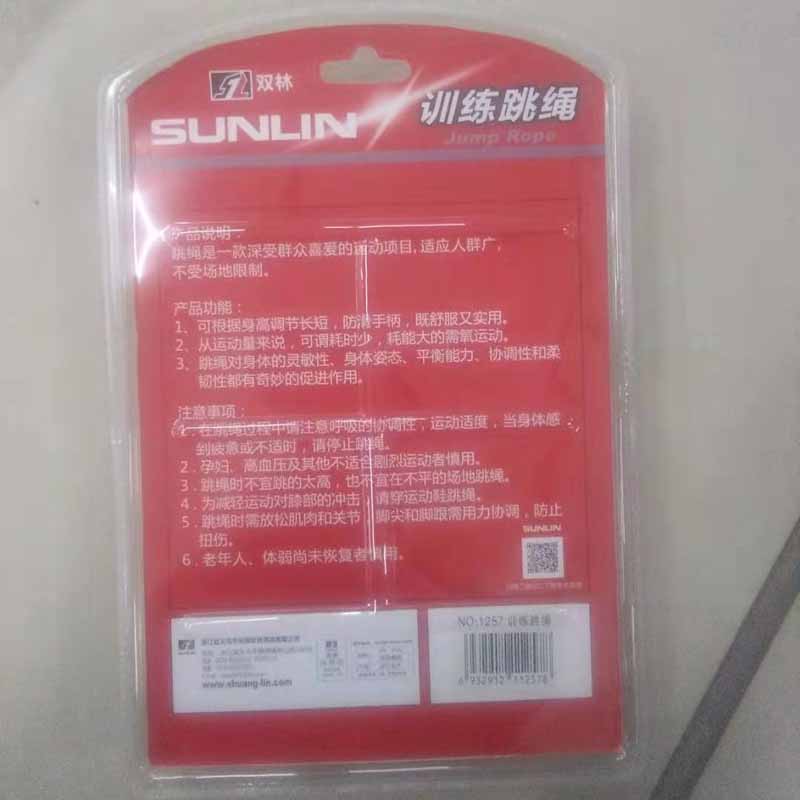 双林
SUNLIN
训练跳绳
Jump Rope
产品说明：
跳绳是一款深受群众喜爱的运动项目,适应人群广,
不受场地限制。
产品功能：
1、可根据身高调节长短，防滑手柄，既舒服又实用。
2、从运动量来说，可谓耗时少，耗能大的需氧运动。
3、跳绳对身体的灵敏性、身体姿态、平衡能力、协调性和柔
韧性都有奇妙的促进作用。
注意事项：
1.在跳绳过程中请注意呼吸的协调性，运动适度，当身体感
到疲惫或不适时，请停止跳绳。
2.孕妇、高血压及其他不适合剧烈运动者慎用。
3.跳绳时不宜跳的太高，也不宜在不平的场地跳绳。
4.为减轻运动对膝部的冲击，请穿运动鞋跳绳。
5.跳绳时需放松肌肉和关节，脚尖和脚跟需用力协调，防止
扭伤。
6.老年人、体弱尚未恢复者慎用。
SUNLIN
www.shuang-lin.com
NO:1257 训练跳绳
6 932912 112578